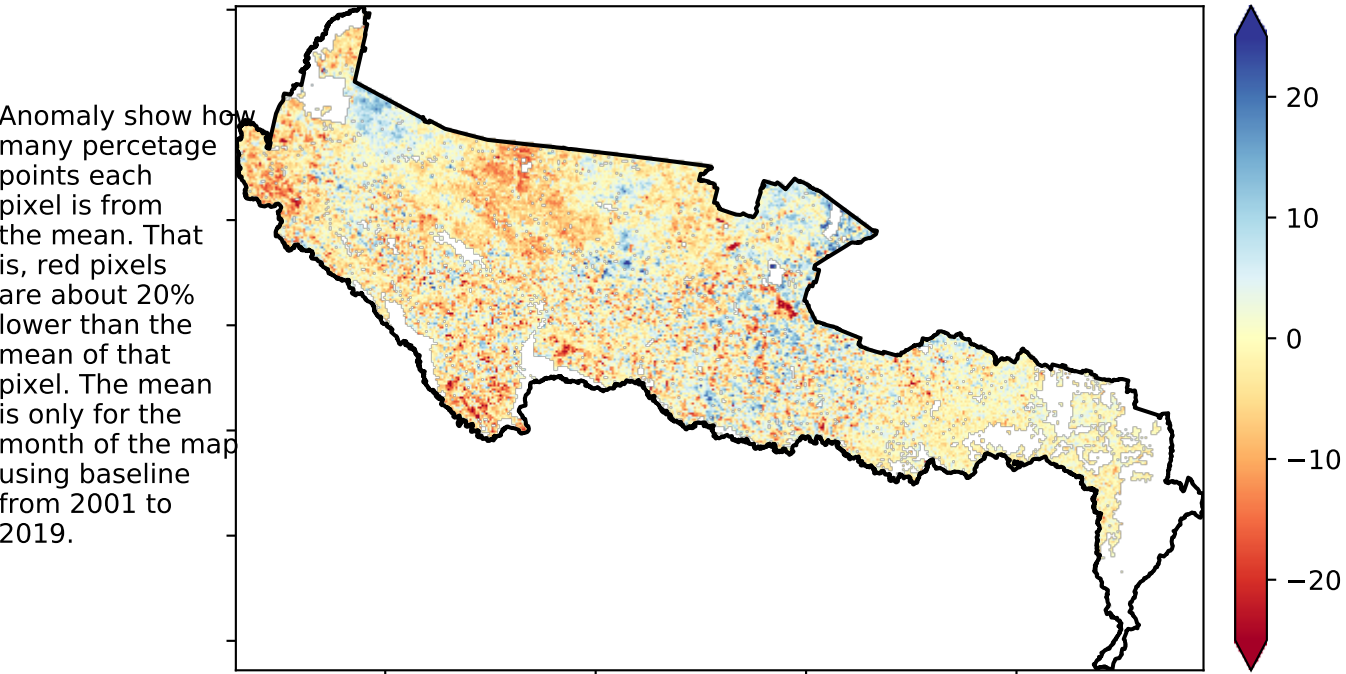 Anomaly show how
many percetage
points each
pixel is from
the mean. That
is, red pixels
are about 20%
lower than the
mean of that
pixel. The mean
is only for the
month of the map
using baseline
from 2001 to
2019.
20
10
0
−10
−20